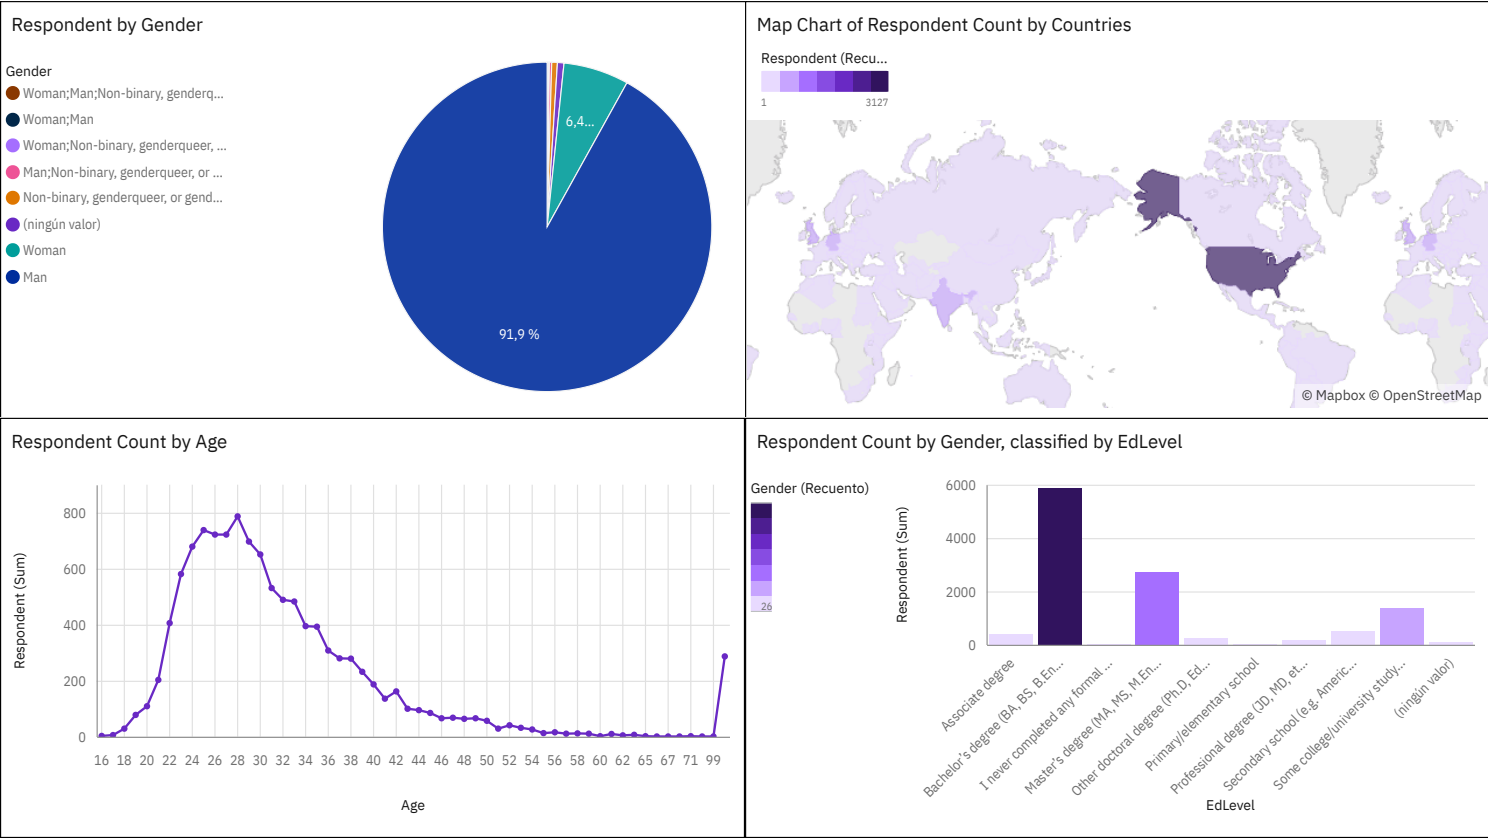 Respondent by Gender
Gender
Woman;Man;Non-binary, genderq...
Woman;Man
Woman;Non-binary, genderqueer, ...
Man;Non-binary, genderqueer, or ...
Non-binary, genderqueer, or gend...
(ningún valor)
Woman
Man
6,4...
91,9 %
Map Chart of Respondent Count by Countries
Respondent (Recu...
1 3127
© Mapbox © OpenStreetMap
Respondent Count by Age
Respondent (Sum)
800
600
400
200
0
16 18 20 22 24 26 28 30 32 34 36 38 40 42 44 46 48 50 52 54 56 58 60 62 65 67 71 99
Age
Respondent Count by Gender, classified by EdLevel
Gender (Recuento)
26
Respondent (Sum)
6000
4000
2000
0
Associate degree
Bachelor's degree (BA, BS, B.En...
I never completed any formal ...
Master's degree (MA, MS, M.En...
Other doctoral degree (Ph.D, Ed...
Primary/elementary school
Professional degree (JD, MD, et...
Secondary school (e.g. Americ...
Some college/university study...
(ningún valor)
EdLevel